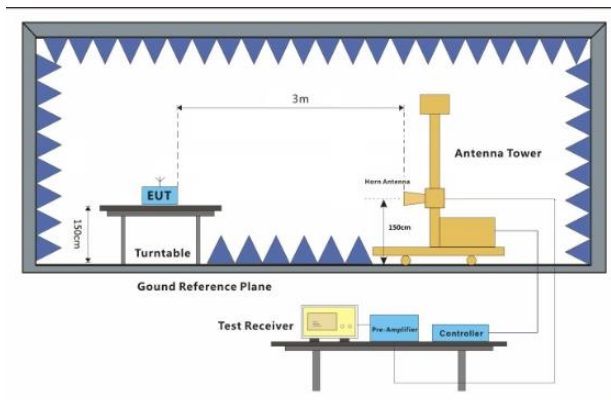 3m
Antenna Tower
Horn Antenna
EUT
150cm
150cm
Turntable
Gound Reference Plane
Test Receiver
Pre-Amplifier
Controller